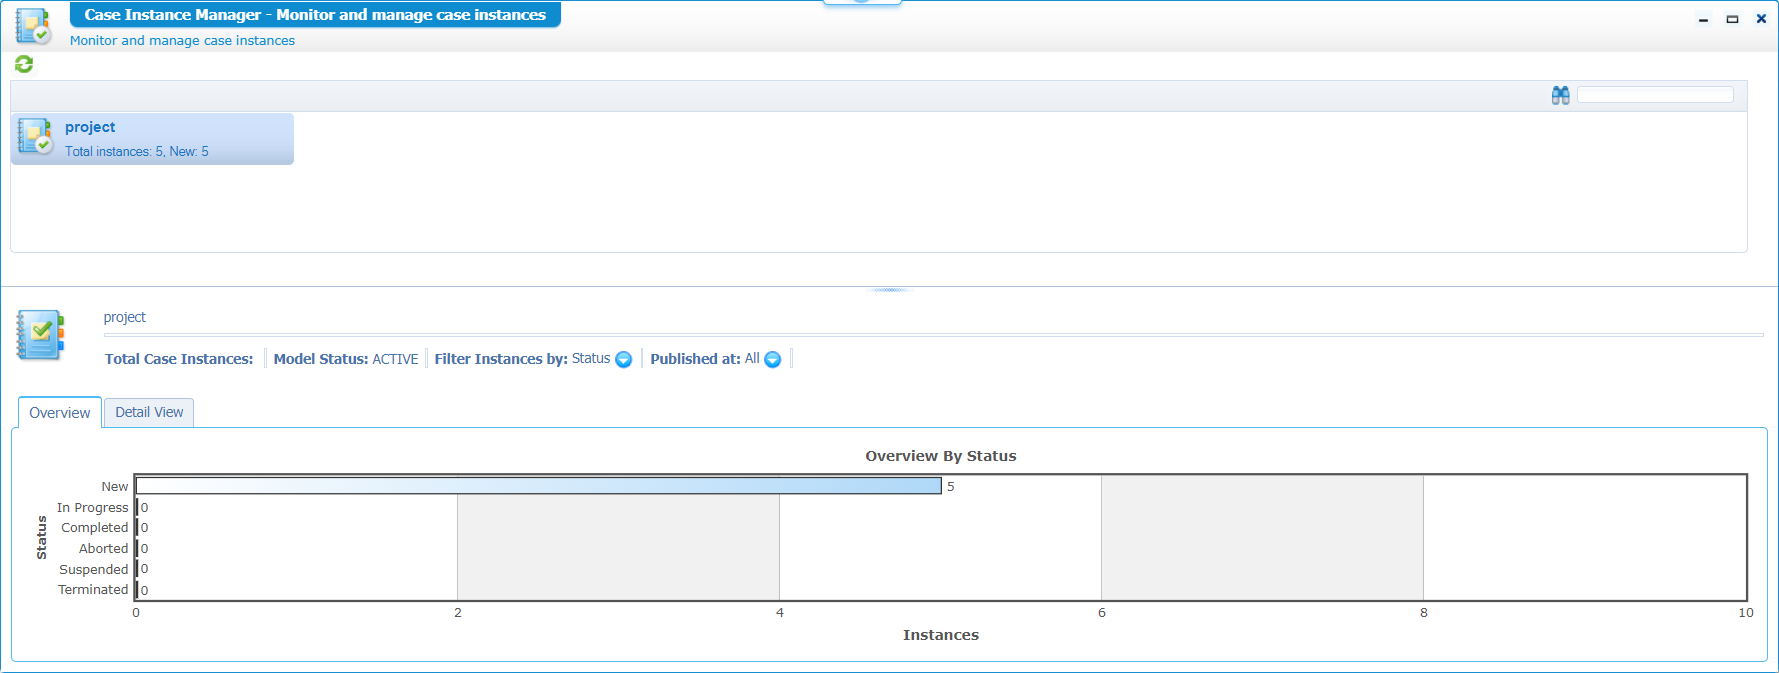 Case Instance Manager - Monitor and manage case instances
Monitor and manage case instances
project
Total instances: 5, New: 5
project
Total Case Instances: Model Status: ACTIVE Filter Instances by: Status Published at: All
Overview Detail View
Overview By Status
Status
New 5
In Progress 0
Completed 0
Aborted 0
Suspended 0
Terminated 0
0 2 4 6 8 10
Instances